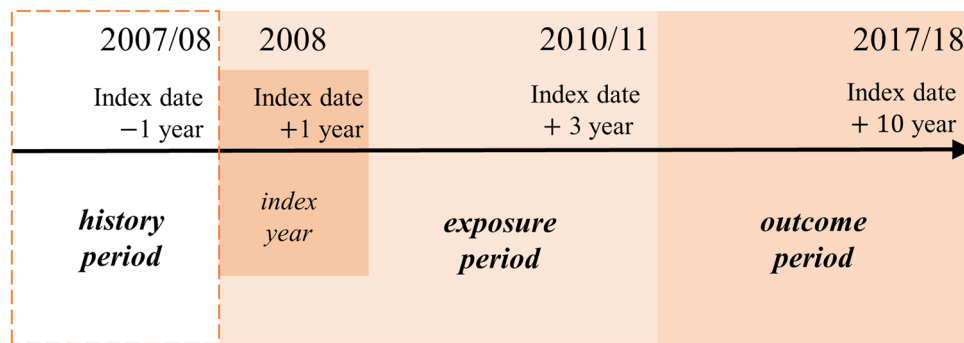 2007/08
2008
2010/11
2017/18
Index date
−1 year
Index date
+1 year
Index date
+ 3 year
Index date
+ 10 year
history
period
index
year
exposure
period
outcome
period